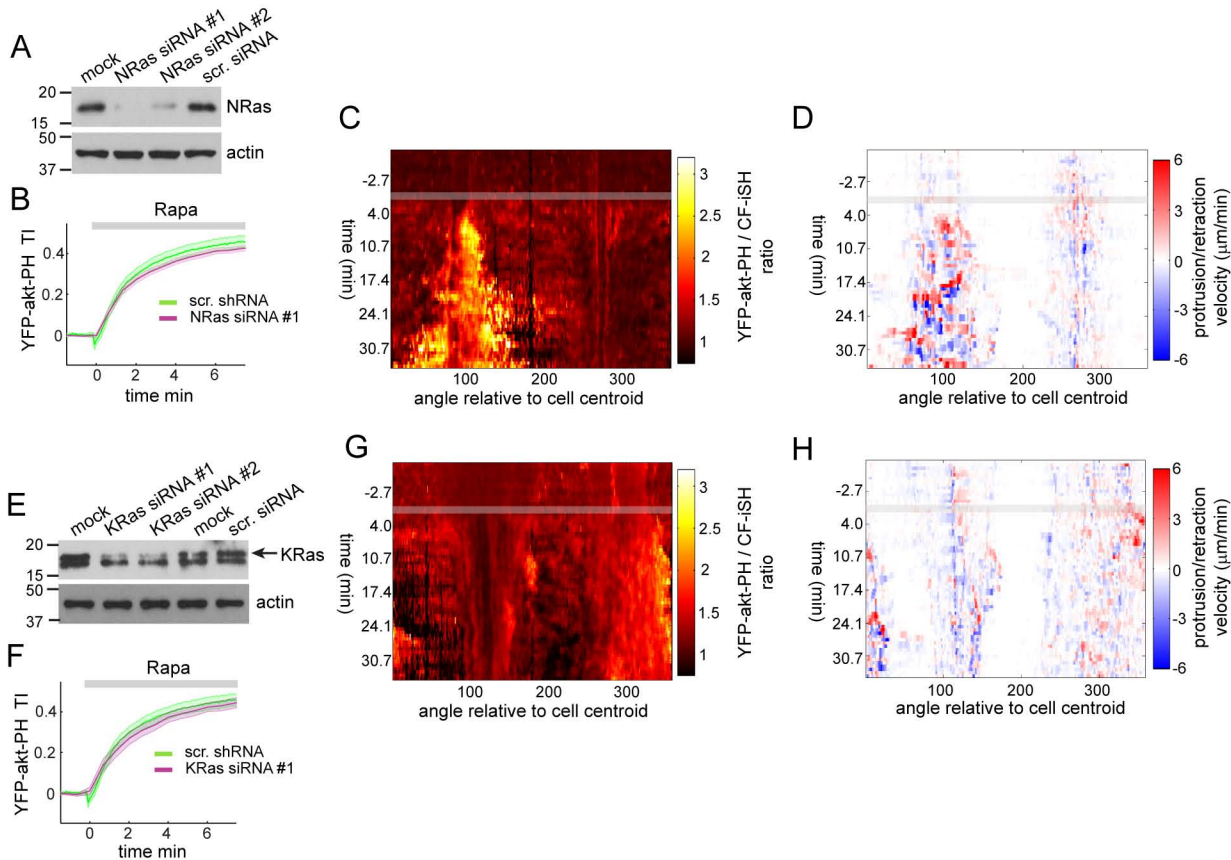 A
mock
NRas siRNA #1
NRas siRNA #2
scr. siRNA
20
15
NRas
50
37
actin
B
Rapa
YFP-akt-PH TI
0.4
0.2
0
scr. shRNA
NRas siRNA #1
0 2 4 6
time min
C
time (min)
-2.7
4.0
10.7
17.4
24.1
30.7
100 200 300
angle relative to cell centroid
3
2.5
2
1.5
1
YFP-akt-PH / CF-iSH
ratio
D
time (min)
-2.7
4.0
10.7
17.4
24.1
30.7
100 200 300
angle relative to cell centroid
6
3
0
-3
-6
protrusion/retraction
velocity (μm/min)
E
mock
KRas siRNA #1
KRas siRNA #2
mock
scr. siRNA
20
15
KRas
50
37
actin
F
Rapa
YFP-akt-PH TI
0.4
0.2
0
scr. shRNA
KRas siRNA #1
0 2 4 6
time min
G
time (min)
-2.7
4.0
10.7
17.4
24.1
30.7
100 200 300
angle relative to cell centroid
3
2.5
2
1.5
1
YFP-akt-PH / CF-iSH
ratio
H
time (min)
-2.7
4.0
10.7
17.4
24.1
30.7
100 200 300
angle relative to cell centroid
6
3
0
-3
-6
protrusion/retraction
velocity (μm/min)